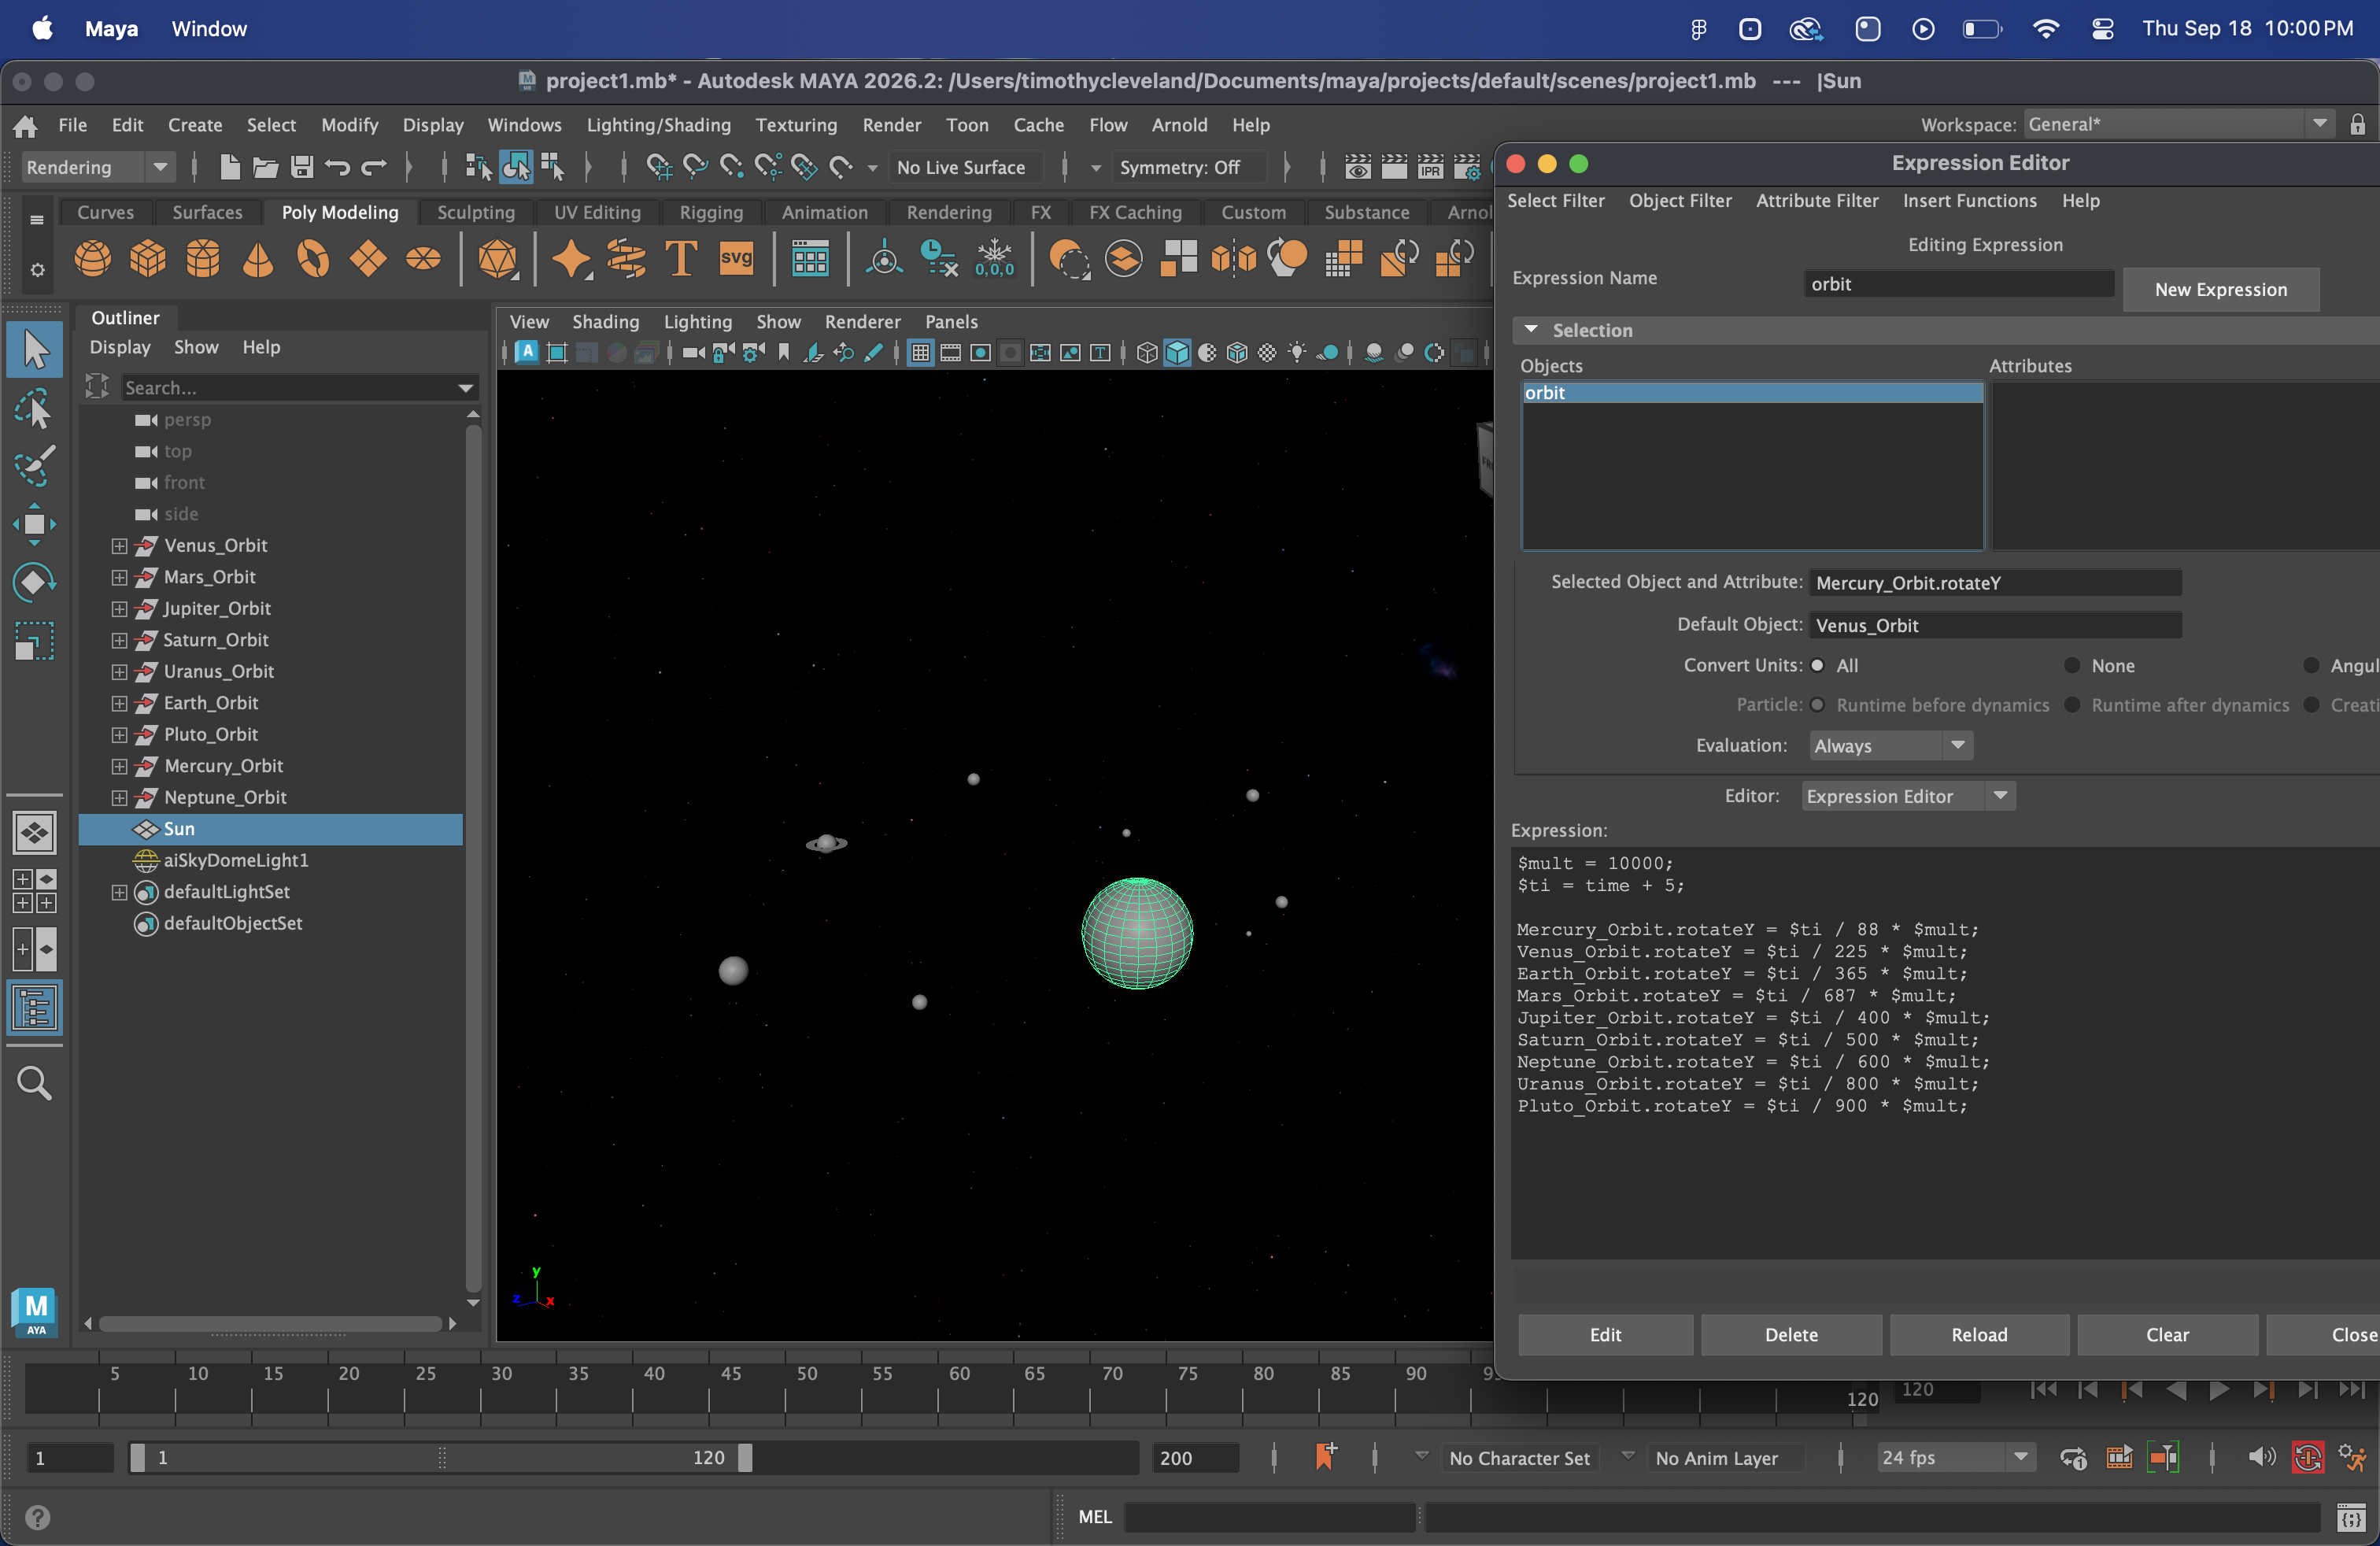 Maya Window
Thu Sep 18 10:00 PM
project1.mb* - Autodesk MAYA 2026.2: /Users/timothycleveland/Documents/maya/projects/default/scenes/project1.mb --- |Sun
File Edit Create Select Modify Display Windows Lighting/Shading Texturing Render Toon Cache Flow Arnold Help
Workspace: General*
Rendering
No Live Surface
Symmetry: Off
IPR
Curves Surfaces Poly Modeling Sculpting UV Editing Rigging Animation Rendering FX FX Caching Custom Substance
T svg 0,0,0
Outliner
Display Show Help
Search...
persp
top
front
side
Venus_Orbit
Mars_Orbit
Jupiter_Orbit
Saturn_Orbit
Uranus_Orbit
Earth_Orbit
Pluto_Orbit
Mercury_Orbit
Neptune_Orbit
Sun
aiSkyDomeLight1
defaultLightSet
defaultObjectSet
View Shading Lighting Show Renderer Panels
y
z x
M
AYA
Expression Editor
Select Filter Object Filter Attribute Filter Insert Functions Help
Editing Expression
Expression Name orbit New Expression
Selection
Objects Attributes
orbit
Selected Object and Attribute: Mercury_Orbit.rotateY
Default Object: Venus_Orbit
Convert Units: All None Angul
Particle: Runtime before dynamics Runtime after dynamics Creati
Evaluation: Always
Editor: Expression Editor
Expression:
$mult = 10000;
$ti = time + 5;
Mercury_Orbit.rotateY = $ti / 88 * $mult;
Venus_Orbit.rotateY = $ti / 225 * $mult;
Earth_Orbit.rotateY = $ti / 365 * $mult;
Mars_Orbit.rotateY = $ti / 687 * $mult;
Jupiter_Orbit.rotateY = $ti / 400 * $mult;
Saturn_Orbit.rotateY = $ti / 500 * $mult;
Neptune_Orbit.rotateY = $ti / 600 * $mult;
Uranus_Orbit.rotateY = $ti / 800 * $mult;
Pluto_Orbit.rotateY = $ti / 900 * $mult;
Edit Delete Reload Clear Close
5 10 15 20 25 30 35 40 45 50 55 60 65 70 75 80 85 90
120 120
1 1 120 200 No Character Set No Anim Layer 24 fps
MEL